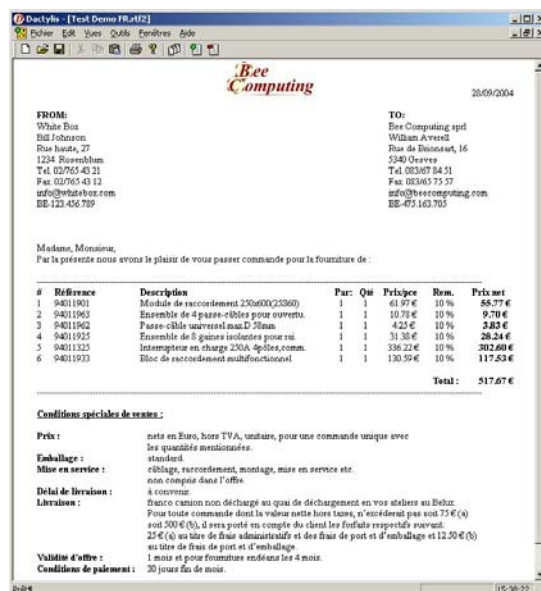 Dactylis - [Test Demo FR.rtf2]
Fichier Edit Vues Outils Fenêtres Aide
Bee
Computing
28/09/2004
FROM:
White Box
Bill Johnson
Rue haute, 27
1234 Rosenblum
Tel. 02/765 43 21
Fax. 02/765 43 12
info@whitebox.com
BE-123.456.789
TO:
Bee Computing sprl
William Averell
Rue de Brionsart, 16
5340 Gesves
Tel. 083/67 84 51
Fax. 083/65 75 57
info@beecomputing.com
BE-475.163.705
Madame, Monsieur,
Par la présente nous avons le plaisir de vous passer commande pour la fourniture de :
# Référence Description Par: Qté Prix/pce Rem. Prix net
1 94011901 Module de raccordement 250x600(25360) 1 1 61.97 € 10 % 55.77 €
2 94011963 Ensemble de 4 passe-câbles pour ouvertu. 1 1 10.78 € 10 % 9.70 €
3 94011962 Passe-câble universel max.D 58mm 1 1 4.25 € 10 % 3.83 €
4 94011925 Ensemble de 8 gaines isolantes pour rai. 1 1 31.38 € 10 % 28.24 €
5 94011325 Interrupteur en charge 250A 4pôles,comm. 1 1 336.22 € 10 % 302.60 €
6 94011933 Bloc de raccordement multifonctionnel 1 1 130.59 € 10 % 117.53 €
Total : 517.67 €
Conditions spéciales de ventes :
Prix : nets en Euro, hors TVA, unitaire, pour une commande unique avec
les quantités mentionnées.
Emballage : standard.
Mise en service : câblage, raccordement, montage, mise en service etc.
non compris dans l'offre.
Délai de livraison : à convenir.
Livraison : franco camion non déchargé au quai de déchargement en vos ateliers au Belux.
Pour toute commande dont la valeur nette hors taxes, n'excéderait pas soit 75 € (a)
soit 500 € (b), il sera porté en compte du client les forfaits respectifs suivant:
25 € (a) au titre de frais administratifs et des frais de port et d'emballage et 12.50 € (b)
au titre de frais de port et d'emballage.
Validité d'offre : 1 mois et pour fourniture endéans les 4 mois.
Conditions de paiement : 30 jours fin de mois.
15:36:22